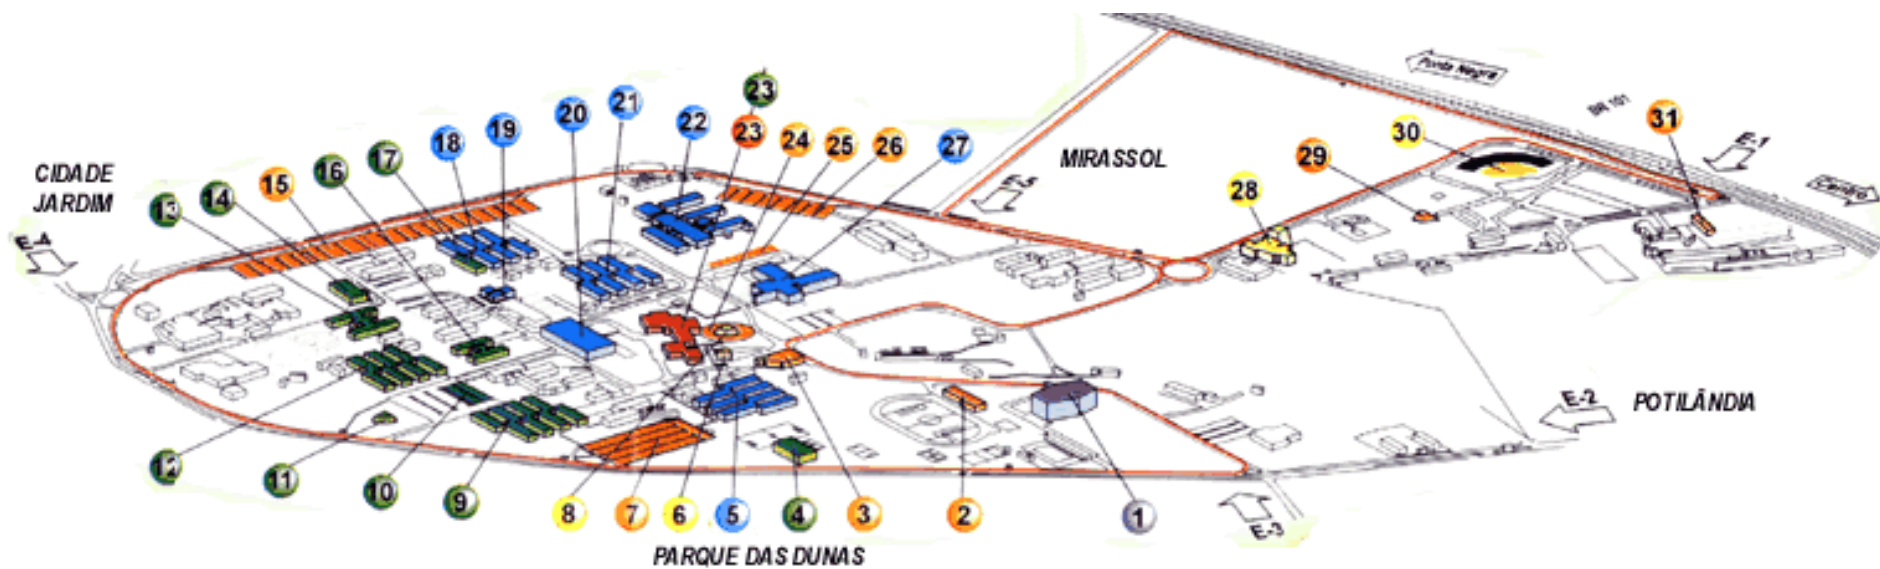 23
21
20
22
23
24
25
26
27
19
18
17
16
15
14
13
CIDADE
JARDIM
E-4
MIRASSOL
E-5
Ponta Negra
BR 101
30
31
E-1
29
28
Centro
E-2
POTILÂNDIA
12
11
10
9
8
7
6
5
4
3
2
1
E-3
PARQUE DAS DUNAS